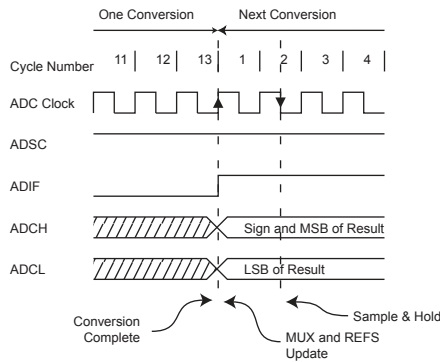 One Conversion Next Conversion
Cycle Number 11 12 13 1 2 3 4
ADC Clock
ADSC
ADIF
ADCH Sign and MSB of Result
ADCL LSB of Result
Conversion
Complete
MUX and REFS
Update
Sample & Hold